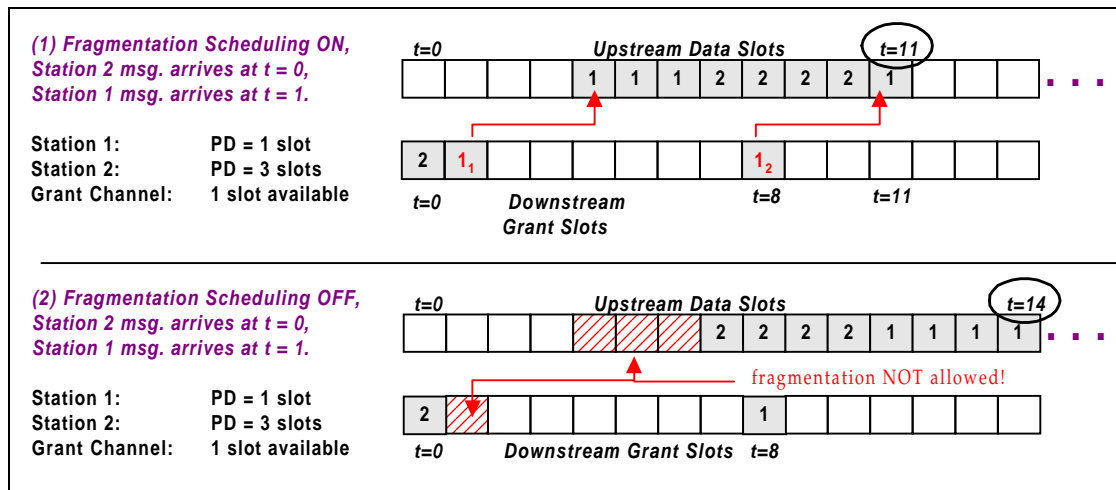 (1) Fragmentation Scheduling ON,
Station 2 msg. arrives at t = 0,
Station 1 msg. arrives at t = 1.
t=0 Upstream Data Slots t=11
1 1 1 2 2 2 2 1 . . .
Station 1: PD = 1 slot
Station 2: PD = 3 slots
Grant Channel: 1 slot available
2 1₁ 1₂
t=0 Downstream Grant Slots t=8 t=11
(2) Fragmentation Scheduling OFF,
Station 2 msg. arrives at t = 0,
Station 1 msg. arrives at t = 1.
t=0 Upstream Data Slots t=14
2 2 2 2 1 1 1 1 . . .
fragmentation NOT allowed!
Station 1: PD = 1 slot
Station 2: PD = 3 slots
Grant Channel: 1 slot available
2 1
t=0 Downstream Grant Slots t=8